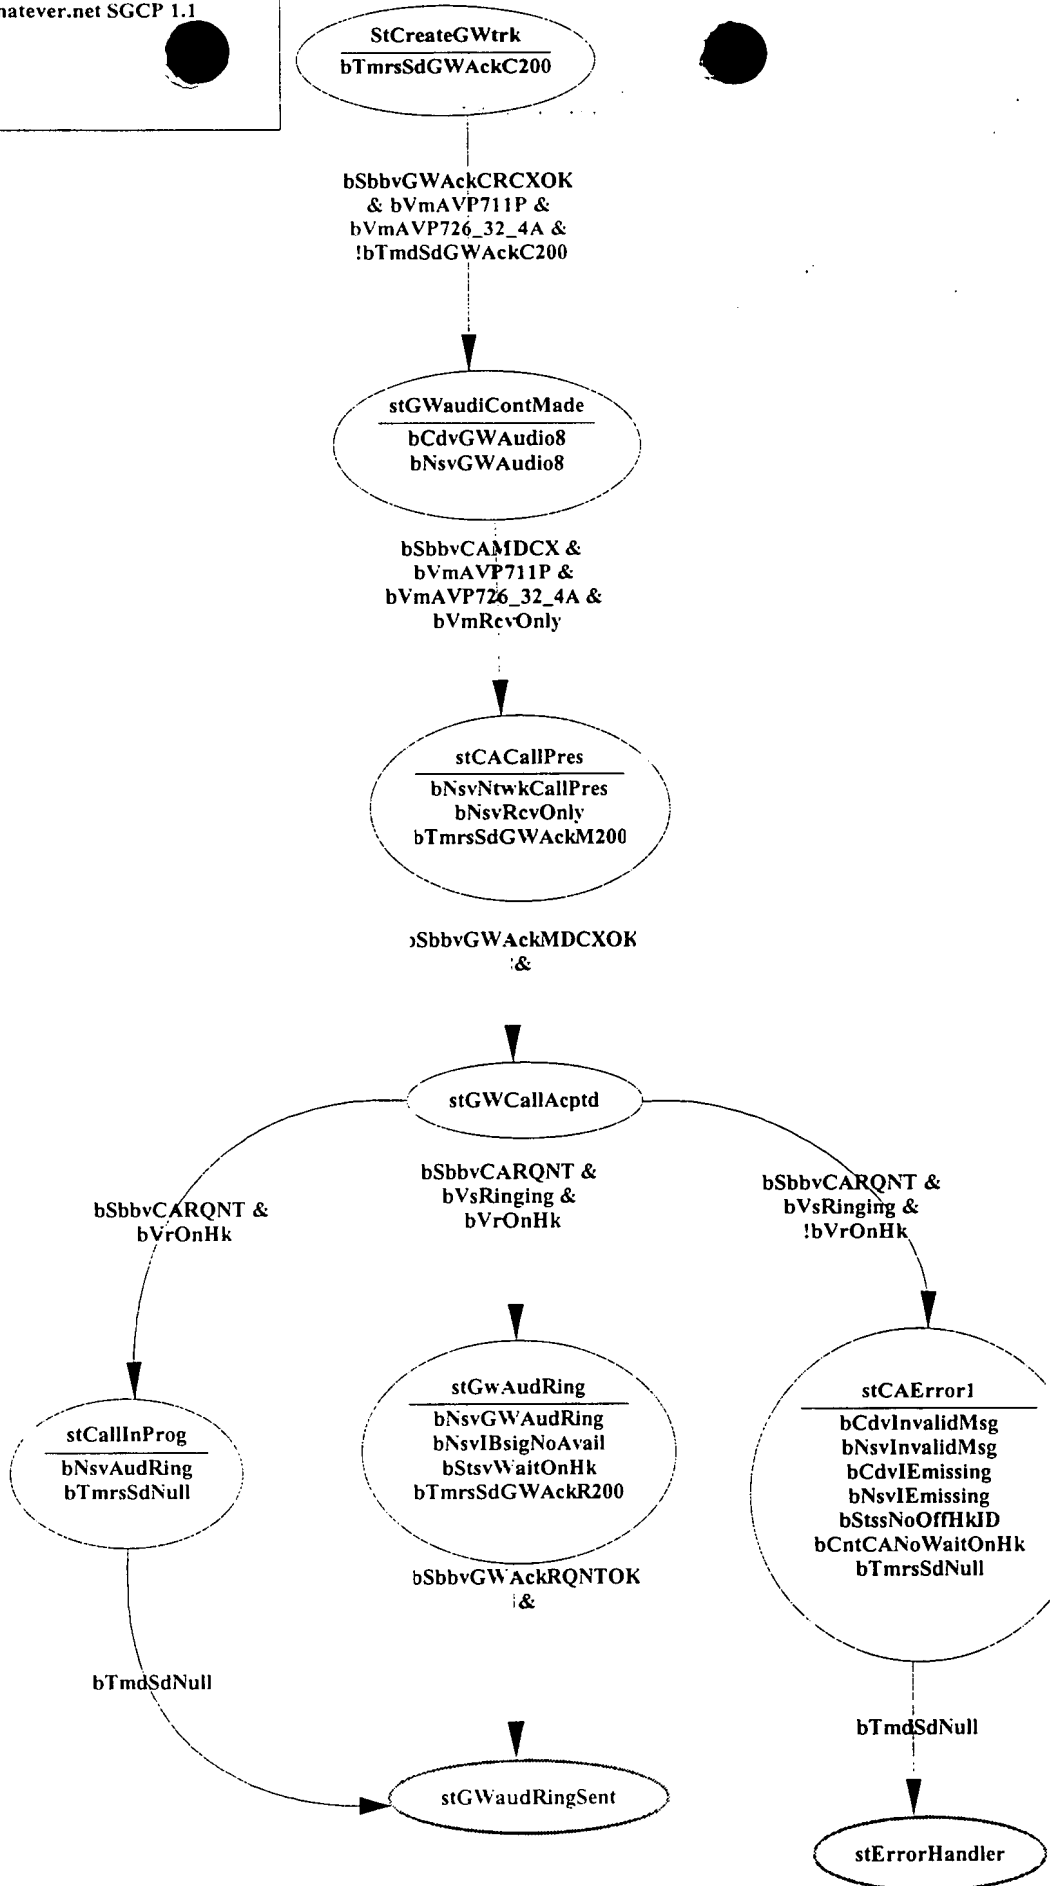 hatever.net SGCP 1.1
StCreateGWtrk
bTmrsSdGWAckC200
bSbbvGWAckCRCXOK
& bVmAVP711P &
bVmAVP726_32_4A &
!bTmdSdGWAckC200
stGWaudiContMade
bCdvGWAudio8
bNsvGWAudio8
bSbbvCAMDCX &
bVmAVP711P &
bVmAVP726_32_4A &
bVmRcvOnly
stCACallPres
bNsvNtwkCallPres
bNsvRcvOnly
bTmrsSdGWAckM200
bSbbvGWAckMDCXOK
&
stGWCallAcptd
bSbbvCARQNT &
bVrOnHk
bSbbvCARQNT &
bVsRinging &
bVrOnHk
bSbbvCARQNT &
bVsRinging &
!bVrOnHk
stCallInProg
bNsvAudRing
bTmrsSdNull
stGwAudRing
bNsvGWAudRing
bNsvIBsigNoAvail
bStsvWaitOnHk
bTmrsSdGWAckR200
stCAError1
bCdvInvalidMsg
bNsvInvalidMsg
bCdvIEmissing
bNsvIEmissing
bStssNoOffHkID
bCntCANoWaitOnHk
bTmrsSdNull
bSbbvGWAckRQNTOK
&
bTmdSdNull
bTmdSdNull
stGWaudRingSent
stErrorHandler